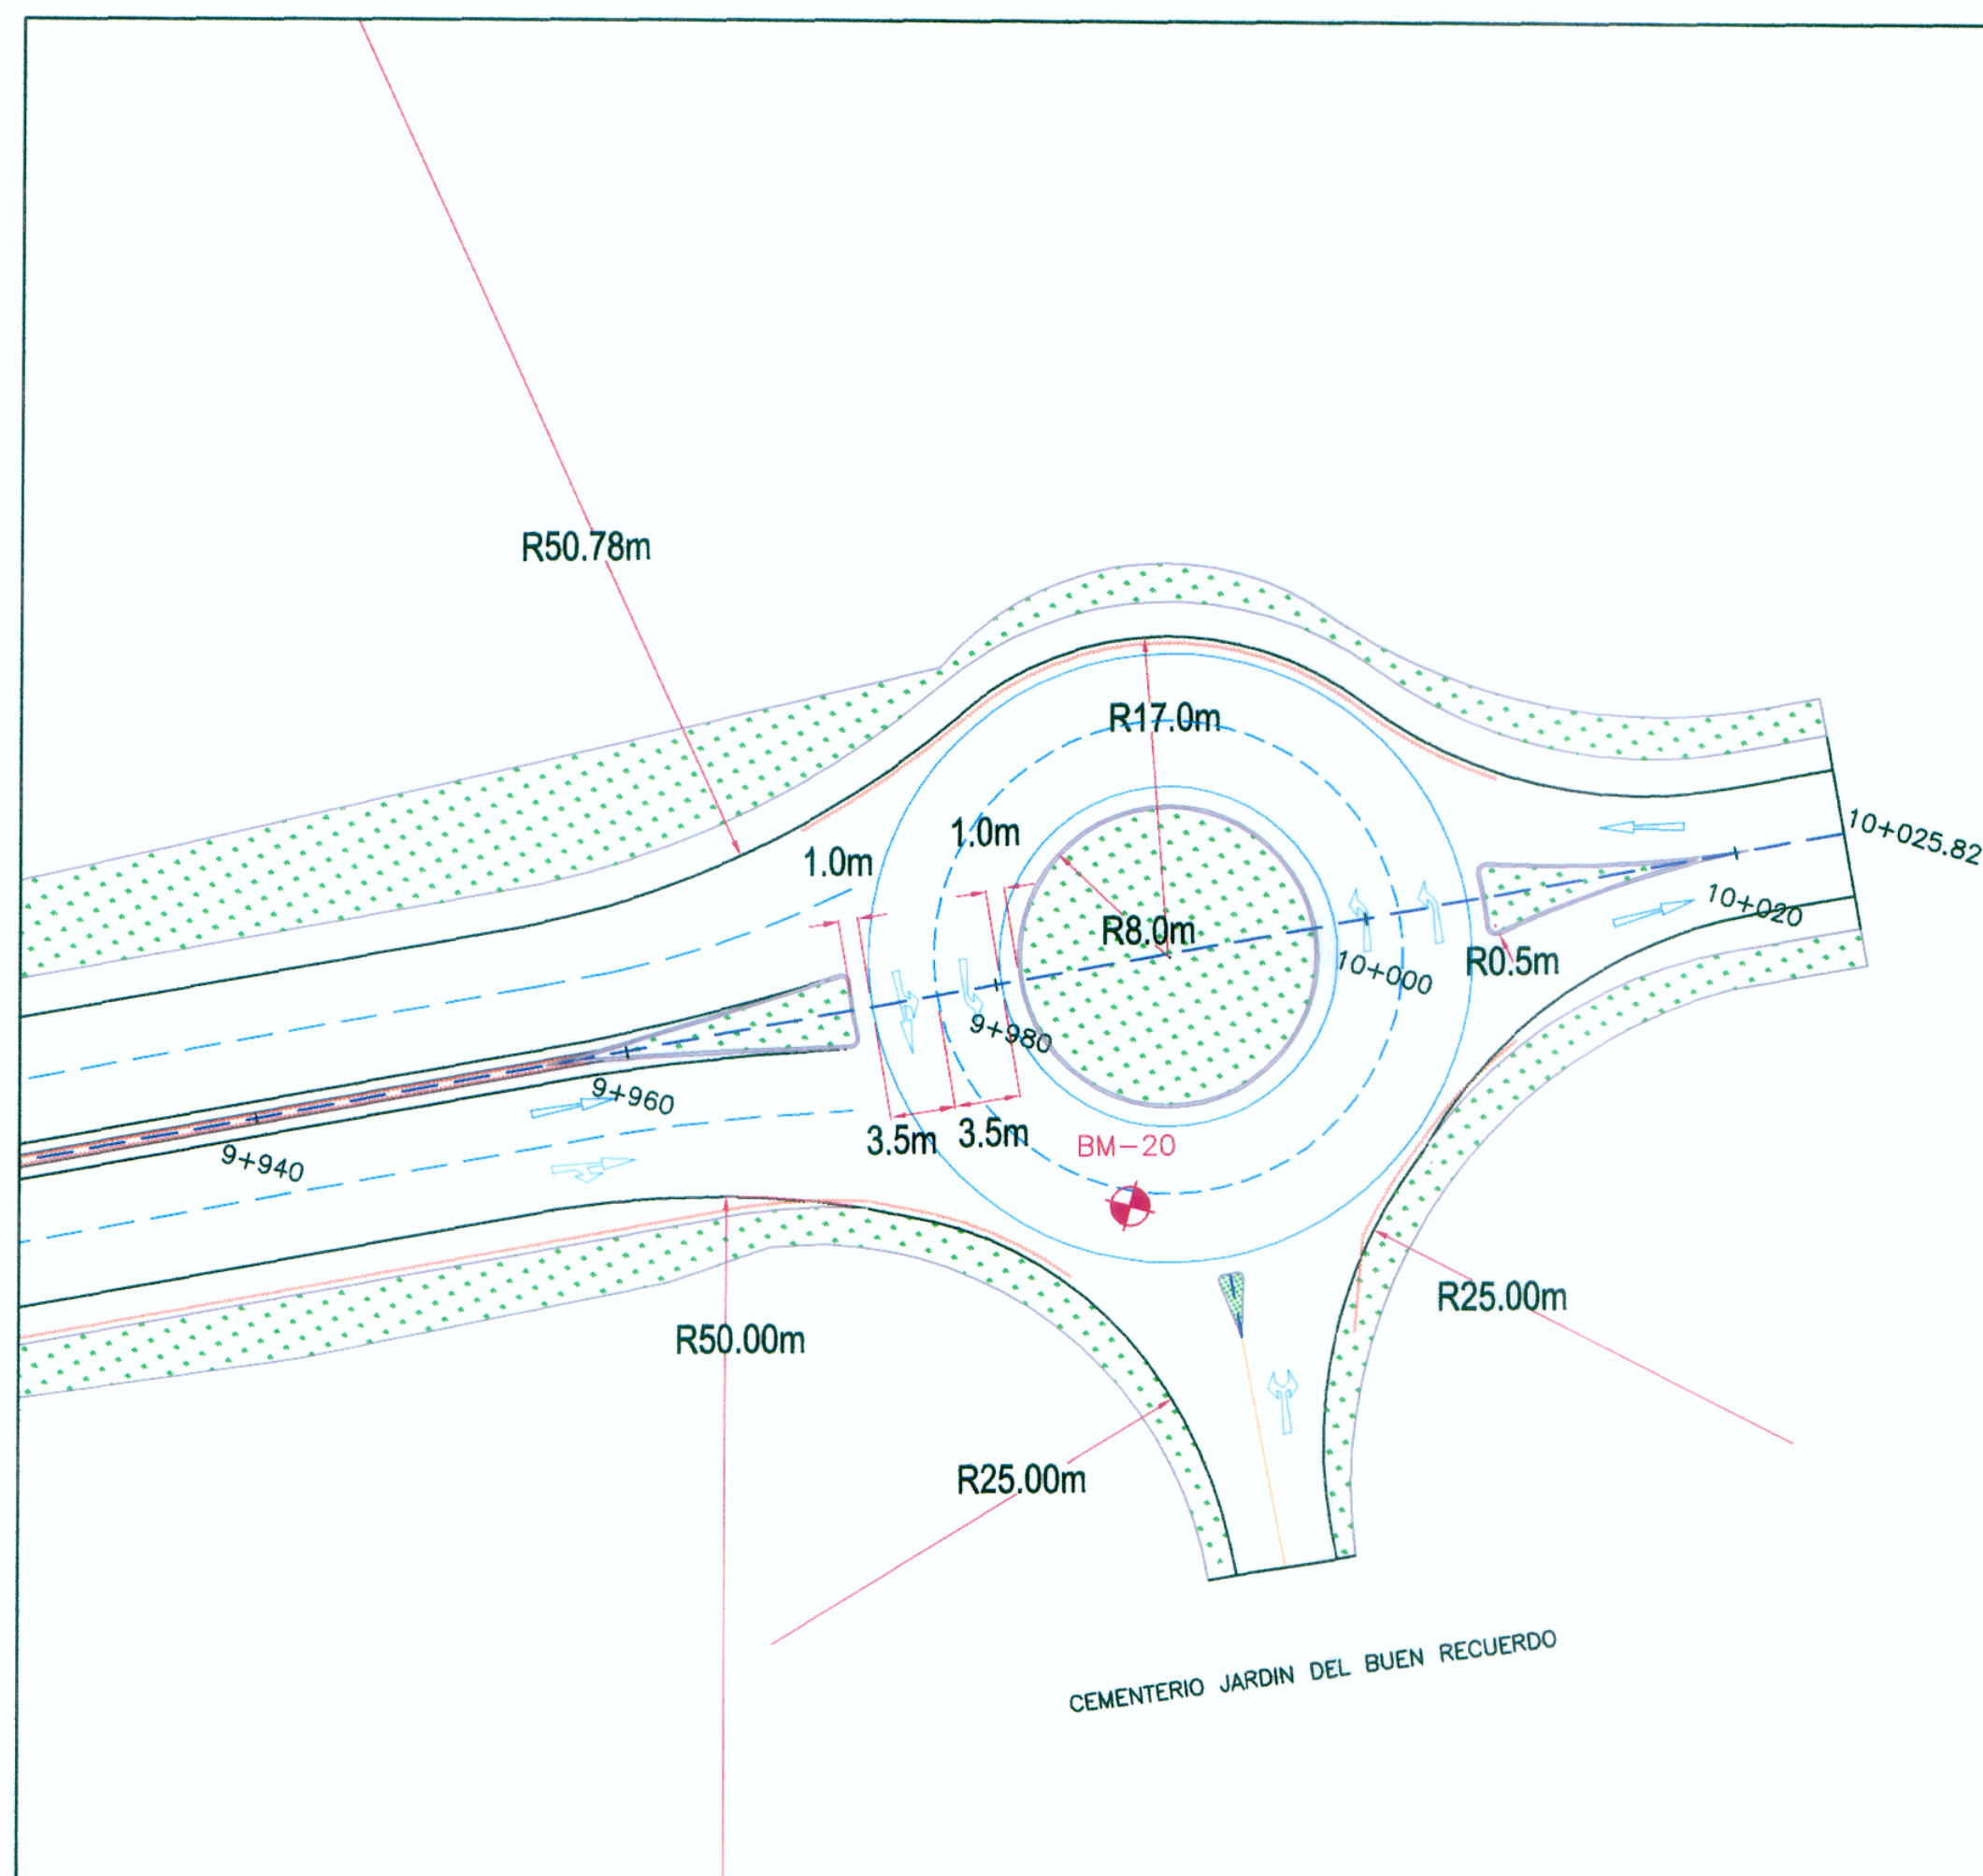 R50.78m
R17.0m
1.0m
1.0m
10+025.82
R8.0m
10+020
10+000
R0.5m
9+980
9+960
3.5m
3.5m
BM-20
9+940
R25.00m
R50.00m
R25.00m
CEMENTERIO JARDIN DEL BUEN RECUERDO